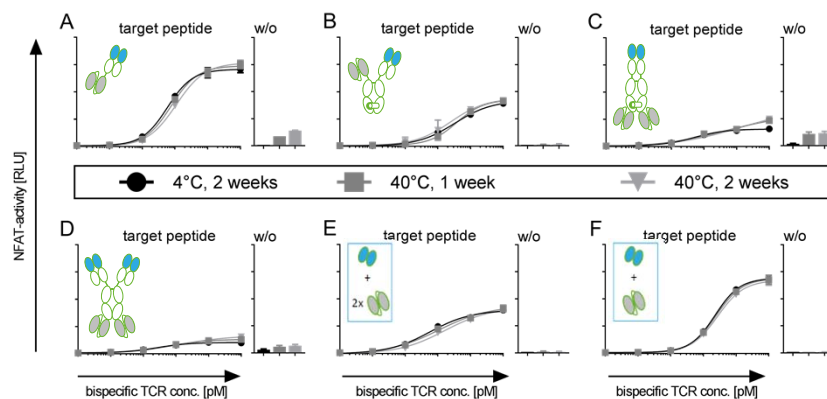 A
target peptide
w/o
B
target peptide
w/o
C
target peptide
w/o
NFAT-activity [RLU]
4°C, 2 weeks
40°C, 1 week
40°C, 2 weeks
D
target peptide
w/o
E
target peptide
w/o
+
2x
F
target peptide
w/o
+
bispecific TCR conc. [pM]
bispecific TCR conc. [pM]
bispecific TCR conc. [pM]